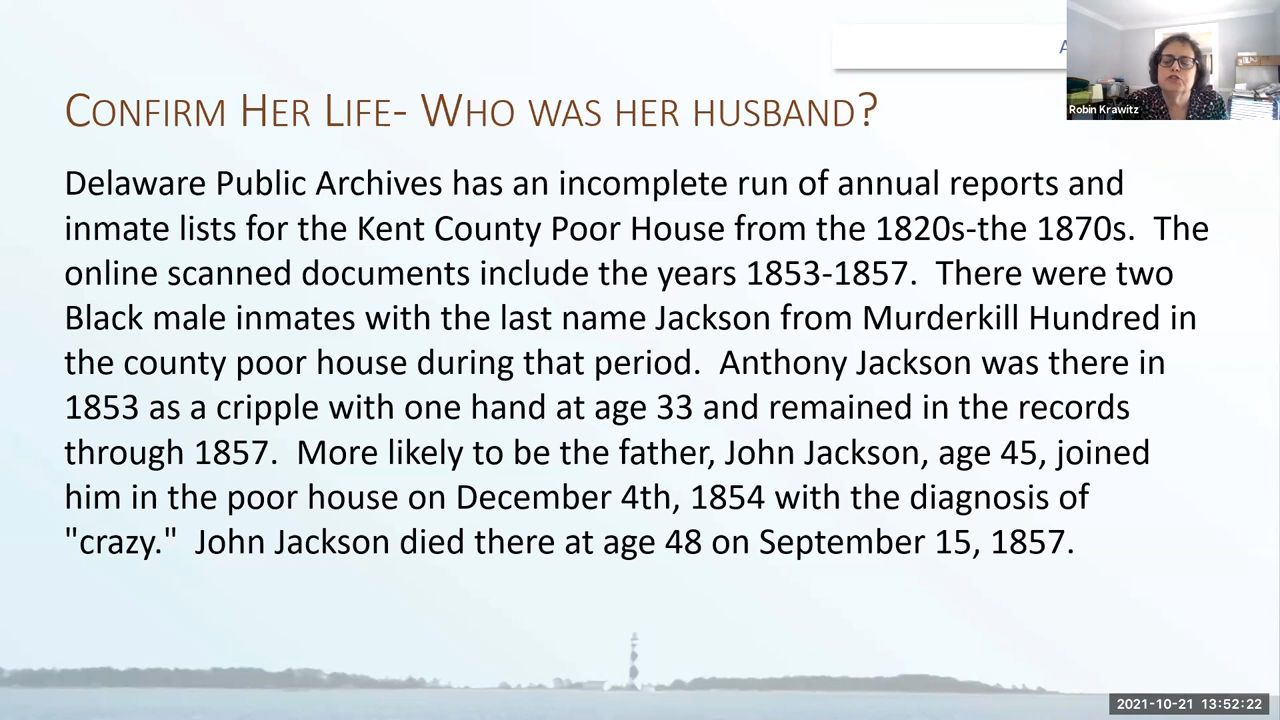 CONFIRM HER LIFE- WHO WAS HER HUSBAND?
Robin Krawitz
Delaware Public Archives has an incomplete run of annual reports and
inmate lists for the Kent County Poor House from the 1820s-the 1870s.  The
online scanned documents include the years 1853-1857.  There were two
Black male inmates with the last name Jackson from Murderkill Hundred in
the county poor house during that period.  Anthony Jackson was there in
1853 as a cripple with one hand at age 33 and remained in the records
through 1857.  More likely to be the father, John Jackson, age 45, joined
him in the poor house on December 4th, 1854 with the diagnosis of
"crazy."  John Jackson died there at age 48 on September 15, 1857.
2021-10-21 13:52:22